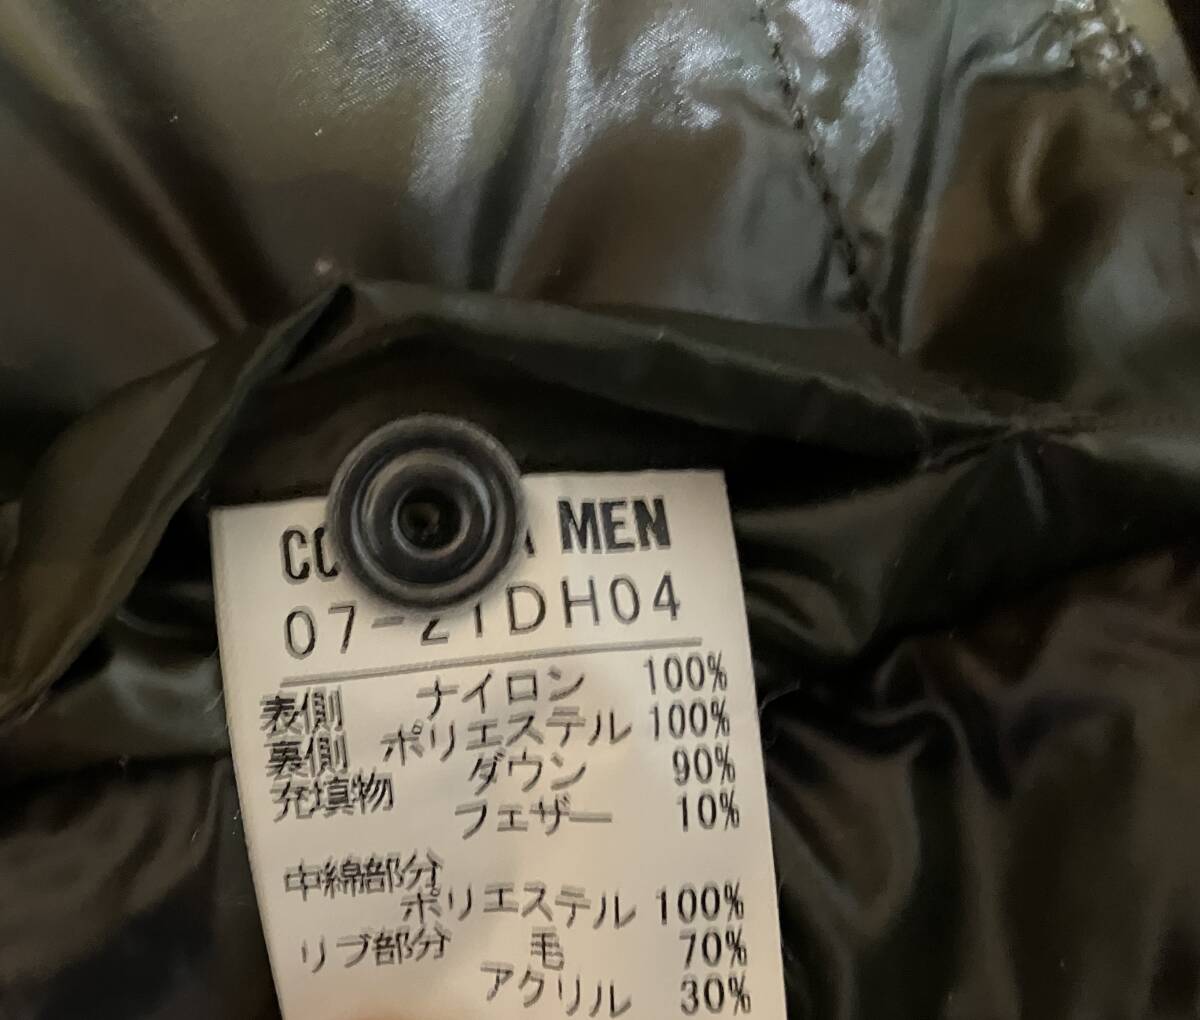 MEN
07-21DH04
表側 ナイロン 100%
裏側 ポリエステル 100%
充填物 ダウン 90%
フェザー 10%
中綿部分
ポリエステル 100%
リブ部分 毛 70%
アクリル 30%